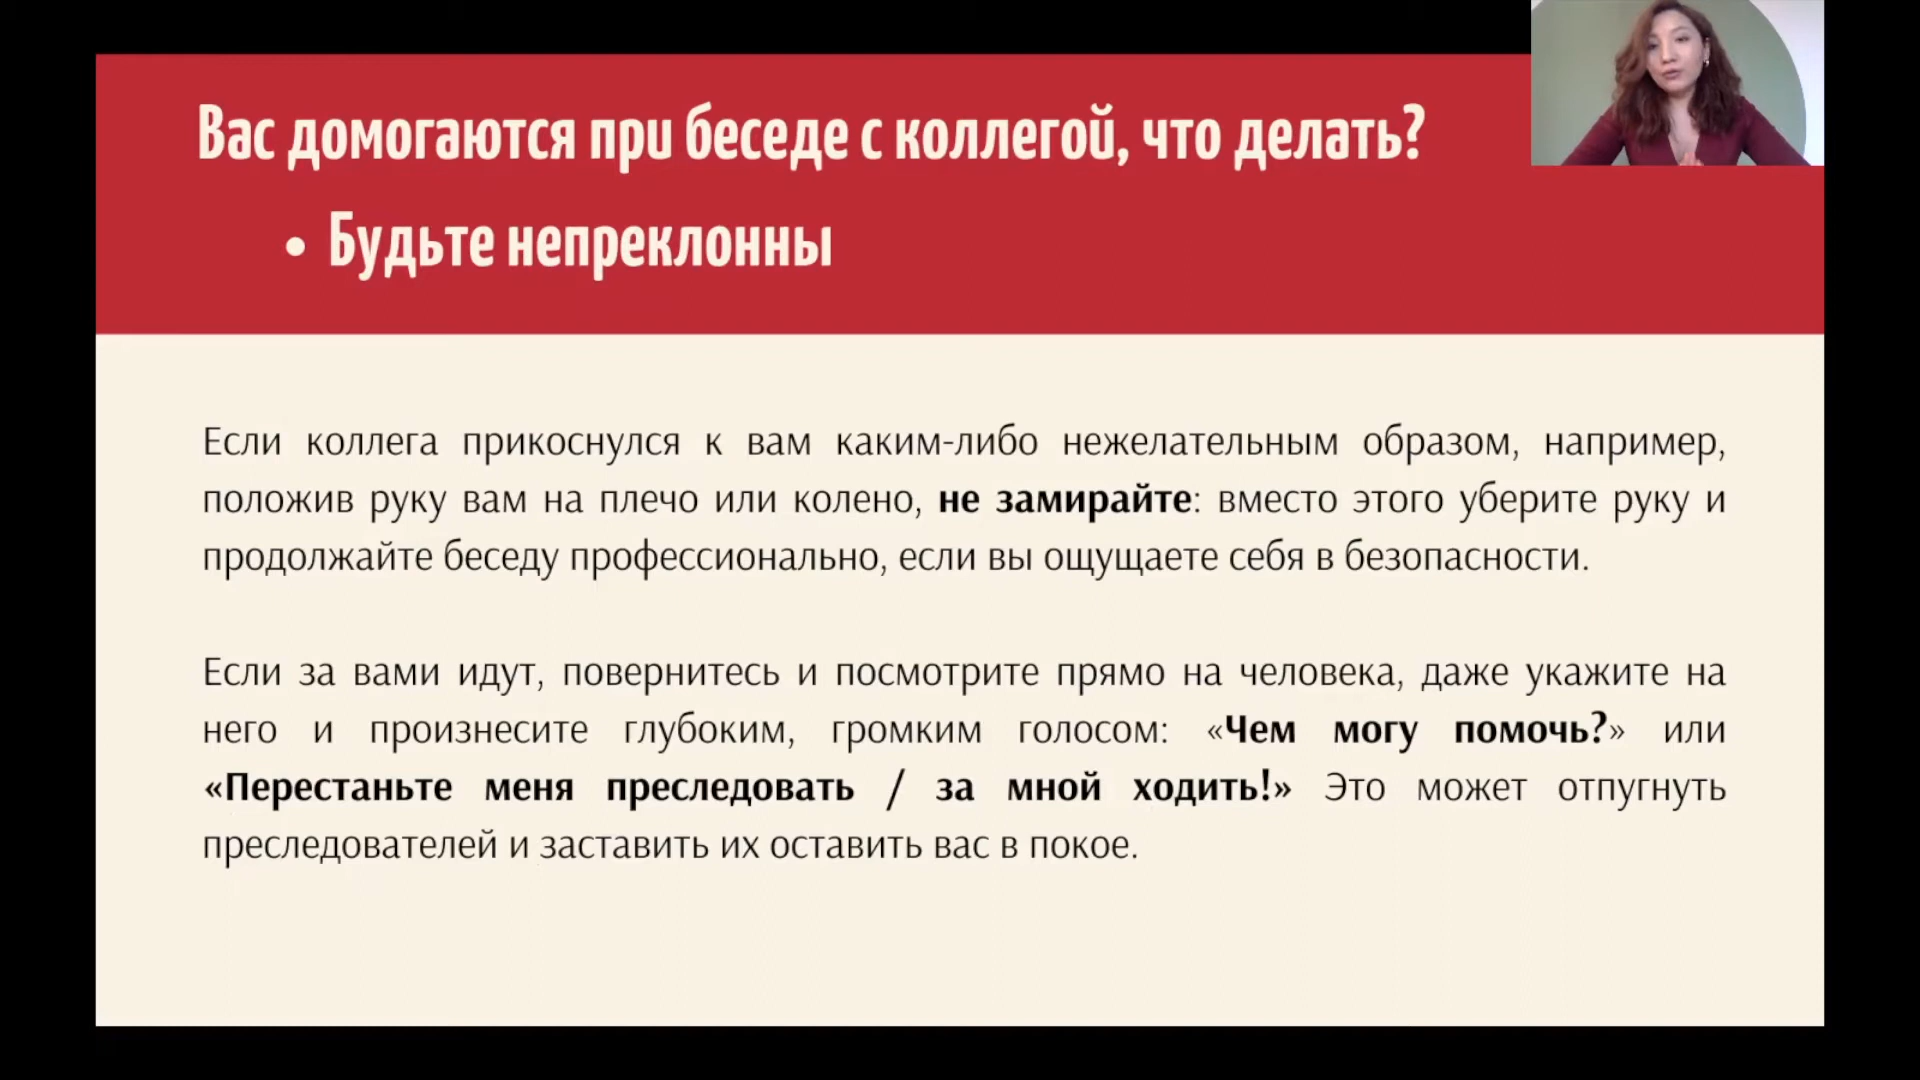 Вас домогаются при беседе с коллегой, что делать?
• Будьте непреклонны
Если коллега прикоснулся к вам каким-либо нежелательным образом, например,
положив руку вам на плечо или колено, не замирайте: вместо этого уберите руку и
продолжайте беседу профессионально, если вы ощущаете себя в безопасности.
Если за вами идут, повернитесь и посмотрите прямо на человека, даже укажите на
него и произнесите глубоким, громким голосом: «Чем могу помочь?» или
«Перестаньте меня преследовать / за мной ходить!» Это может отпугнуть
преследователей и заставить их оставить вас в покое.